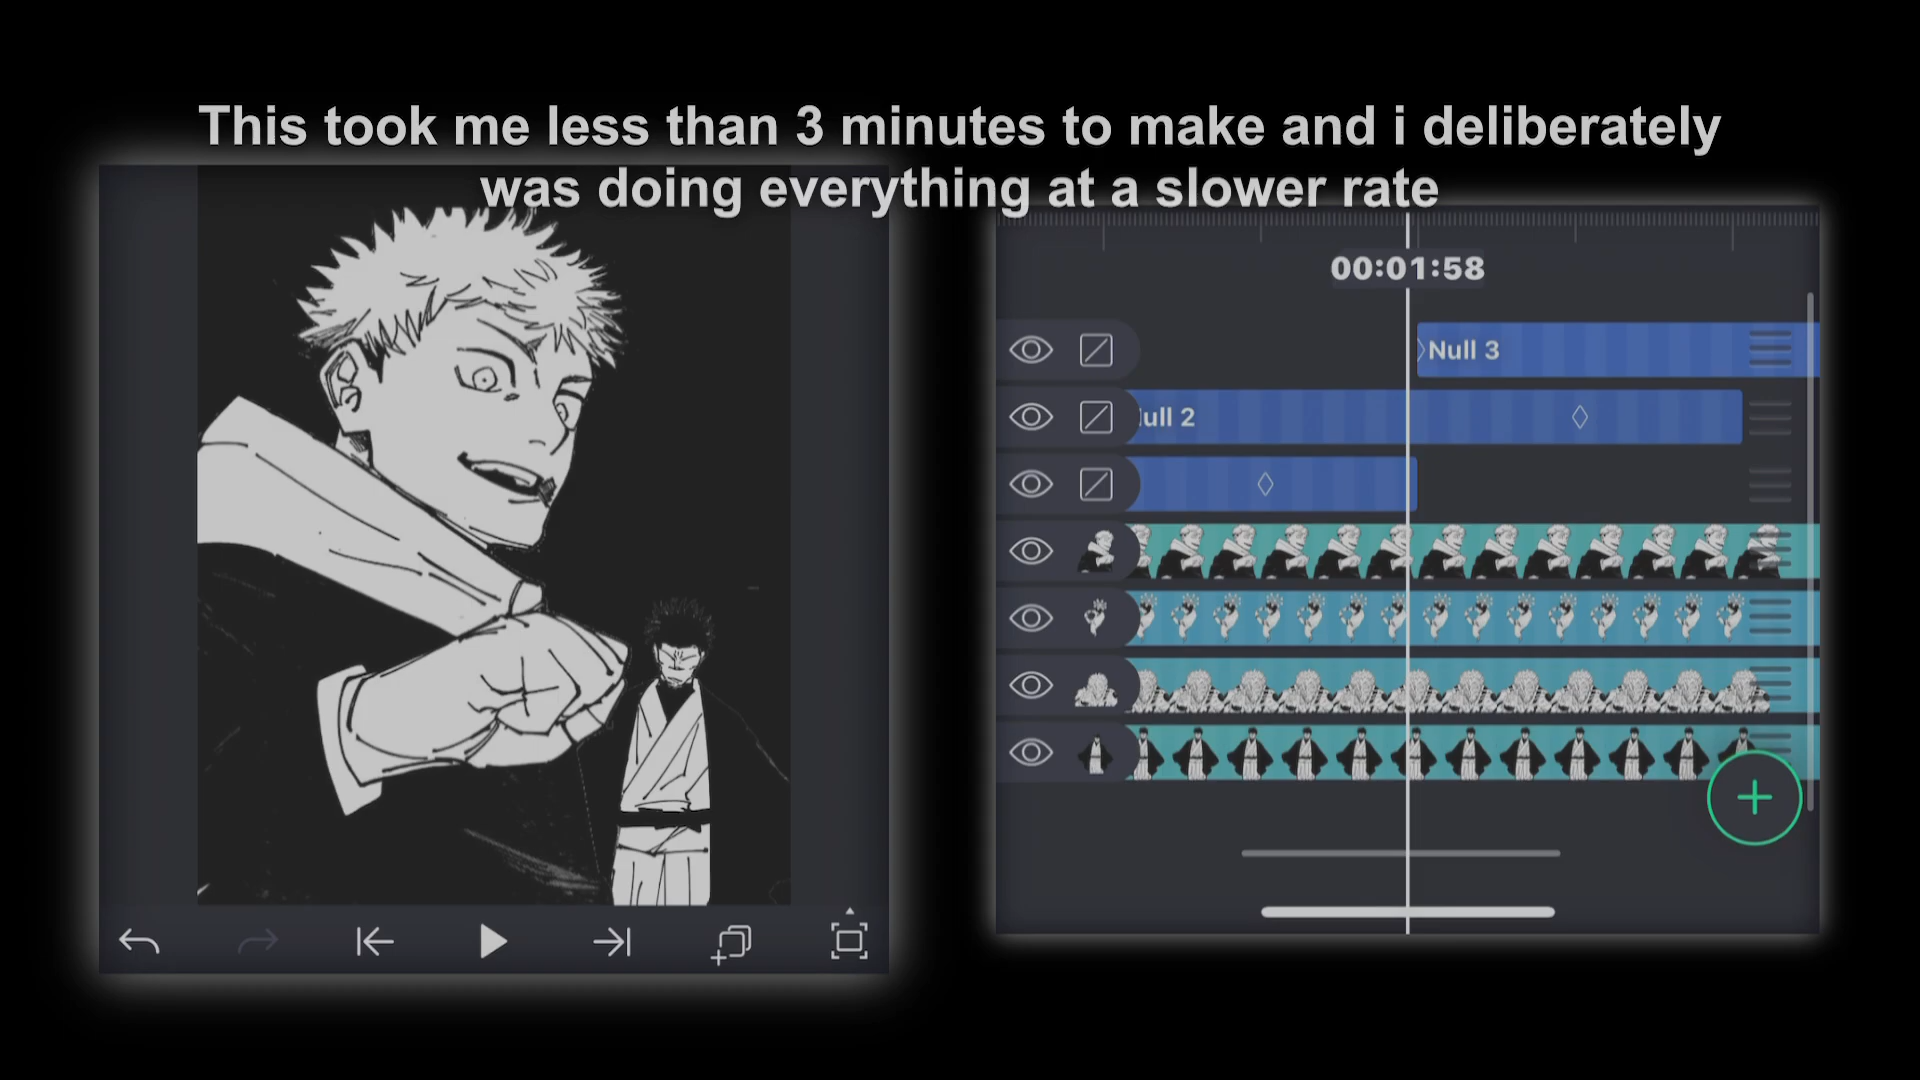 This took me less than 3 minutes to make and i deliberately
was doing everything at a slower rate
00:01:58
Null 3
ull 2